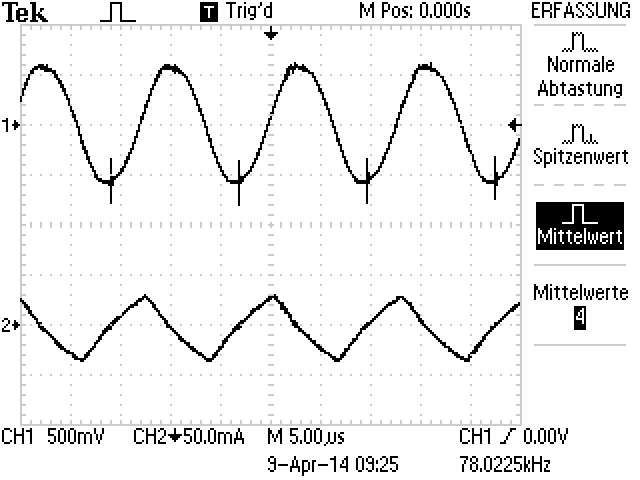 Tek T Trig'd M Pos: 0.000s ERFASSUNG
Normale
Abtastung
1
Spitzenwert
Mittelwert
Mittelwerte
2
4
CH1 500mV CH2 50.0mA M 5.00µs CH1 0.00V
9-Apr-14 09:25 78.0225kHz